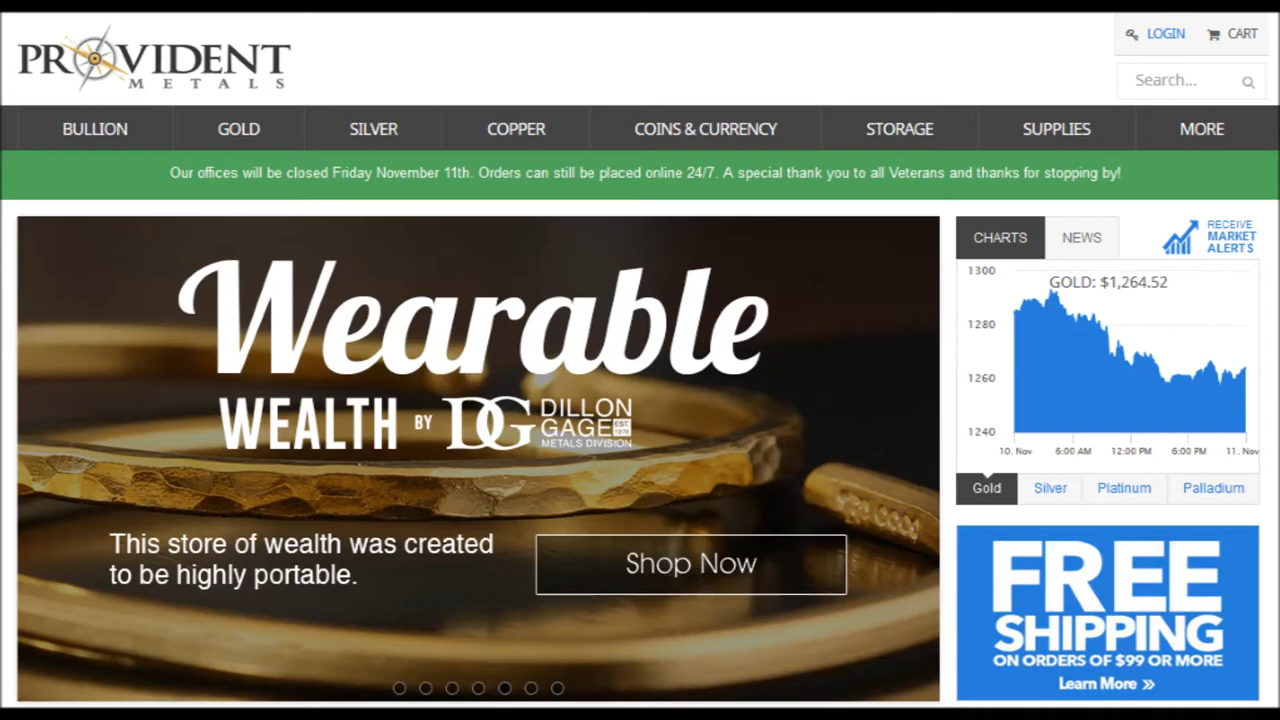 PROVIDENT
METALS
LOGIN
CART
Search...
BULLION
GOLD
SILVER
COPPER
COINS & CURRENCY
STORAGE
SUPPLIES
MORE
Our offices will be closed Friday November 11th. Orders can still be placed online 24/7. A special thank you to all Veterans and thanks for stopping by!
Wearable
WEALTH BY DG DILLON
GAGE EST. 1976
METALS DIVISION
This store of wealth was created
to be highly portable.
Shop Now
CHARTS
NEWS
RECEIVE
MARKET
ALERTS
GOLD: $1,264.52
1300
1280
1260
1240
10. Nov
6:00 AM
12:00 PM
6:00 PM
11. Nov
Gold
Silver
Platinum
Palladium
FREE
SHIPPING
ON ORDERS OF $99 OR MORE
Learn More »